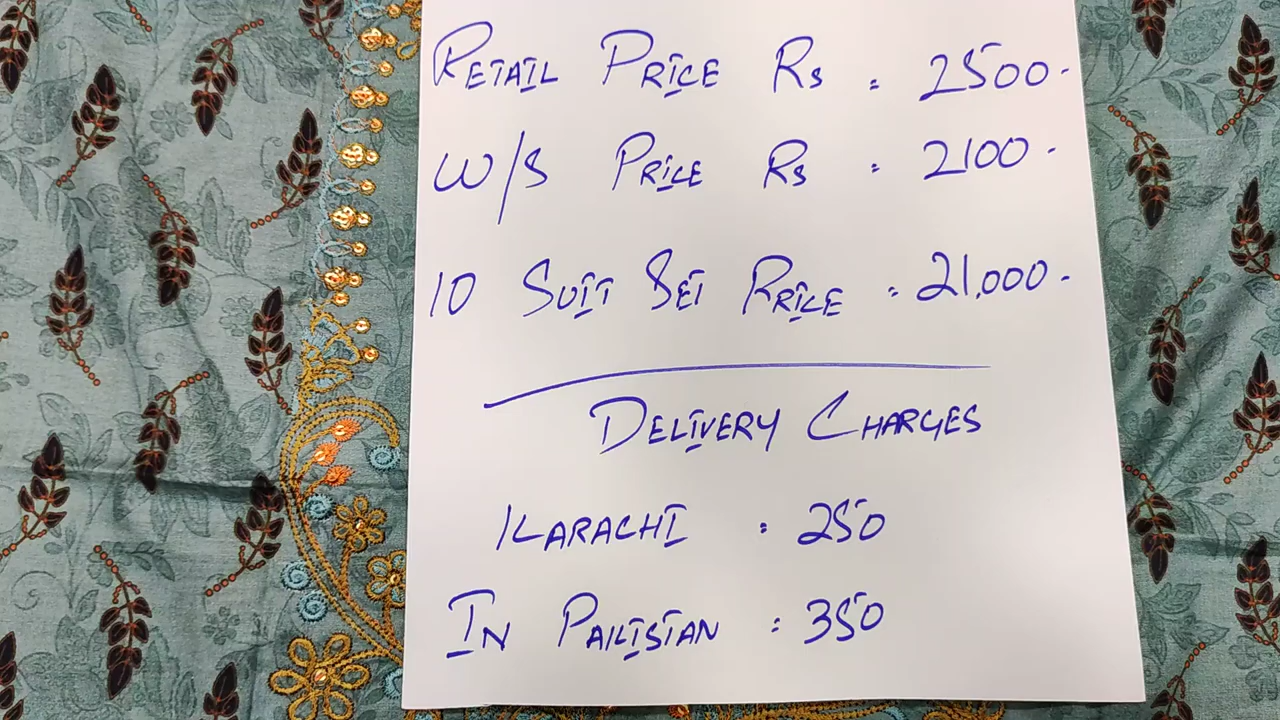 RETAIL PRICE Rs : 2500.
W/S PRICE Rs : 2100.
10 SUIT SET PRICE : 21,000.
DELIVERY CHARGES
KARACHI : 250
IN PAKISTAN : 350